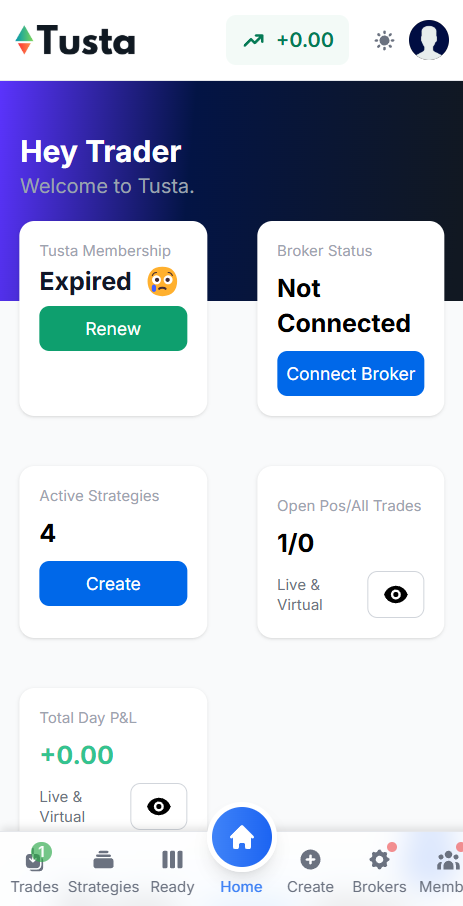 Tusta
+0.00
Hey Trader
Welcome to Tusta.
Tusta Membership
Expired 😢
Renew
Broker Status
Not
Connected
Connect Broker
Active Strategies
4
Create
Open Pos/All Trades
1/0
Live &
Virtual
Total Day P&L
+0.00
Live &
Virtual
1
Trades
Strategies
Ready
Home
Create
Brokers
Memb